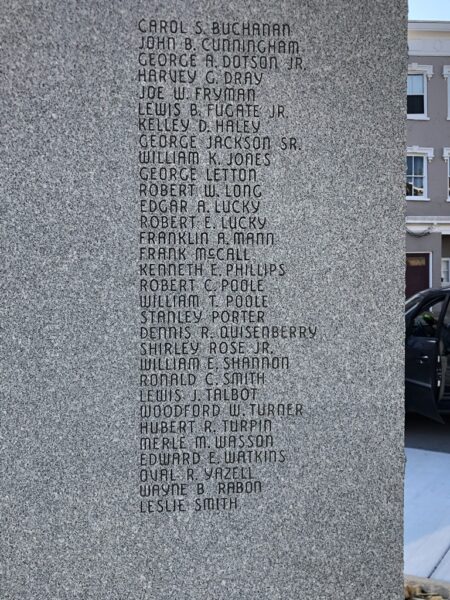 CAROL S. BUCHANAN
JOHN B. CUNNINGHAM
GEORGE A. DOTSON JR.
HARVEY G. DRAY
JOE W. FRYMAN
LEWIS B. FUGATE JR.
KELLEY D. HALEY
GEORGE JACKSON SR.
WILLIAM K. JONES
GEORGE LETTON
ROBERT W. LONG
EDGAR A. LUCKY
ROBERT E. LUCKY
FRANKLIN A. MANN
FRANK McCALL
KENNETH E. PHILLIPS
ROBERT C. POOLE
WILLIAM T. POOLE
STANLEY PORTER
DENNIS R. QUISENBERRY
SHIRLEY ROSE JR.
WILLIAM E. SHANNON
RONALD C. SMITH
LEWIS J. TALBOT
WOODFORD W. TURNER
HUBERT R. TURPIN
MERLE M. WASSON
EDWARD E. WATKINS
OVAL R. YAZELL
WAYNE B RABON
LESLIE SMITH